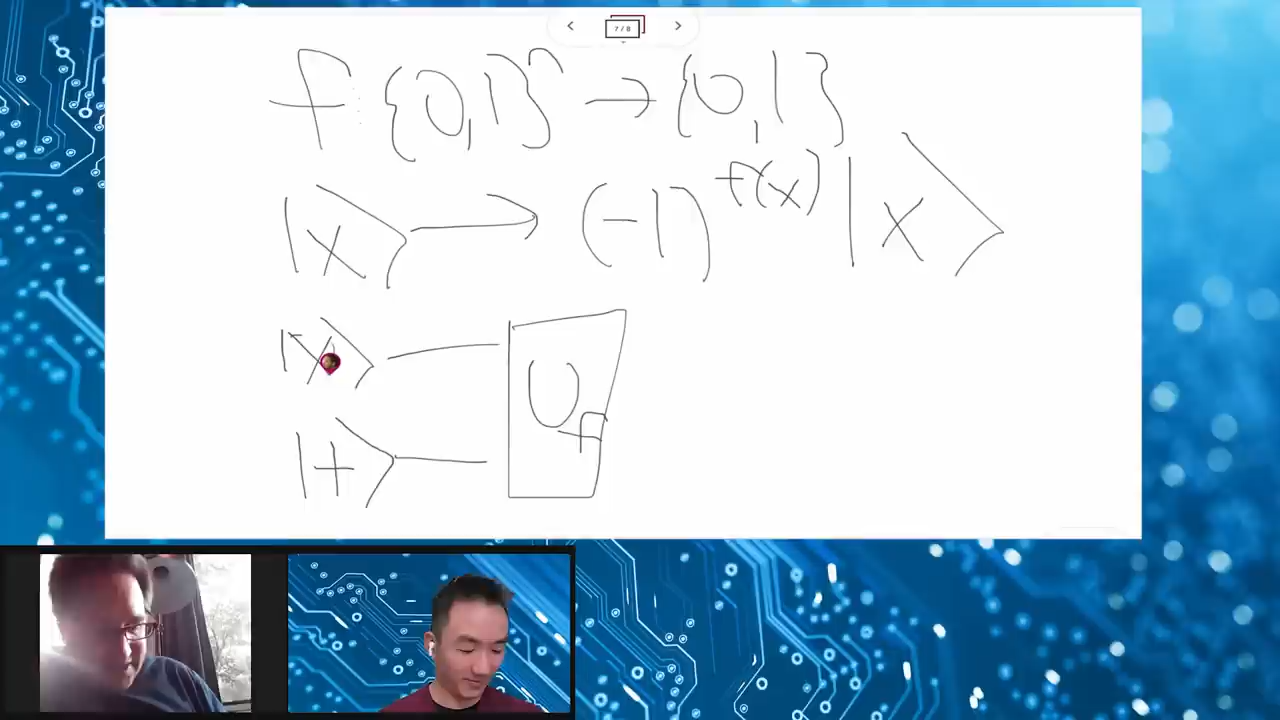 7 / 8
f {0,1}^n → {0,1}
|x⟩ → (-1)^f(x) |x⟩
|x⟩
U_f
|+⟩